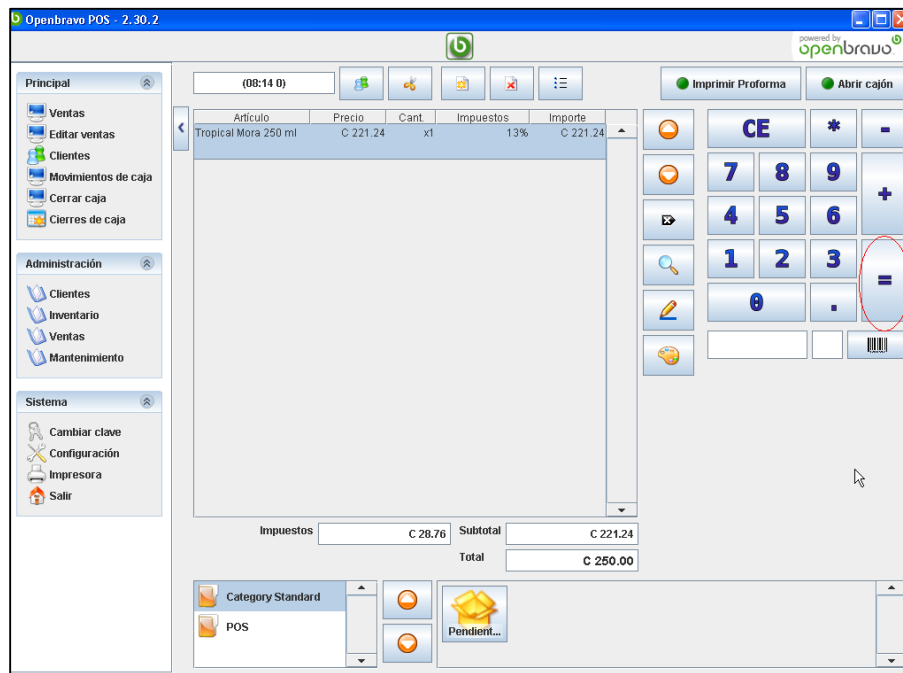 Openbravo POS - 2.30.2
powered by
openbravo
Principal
Ventas
Editar ventas
Clientes
Movimientos de caja
Cerrar caja
Cierres de caja
Administración
Clientes
Inventario
Ventas
Mantenimiento
Sistema
Cambiar clave
Configuración
Impresora
Salir
(08:14 0)
Imprimir Proforma
Abrir cajón
Artículo Precio Cant. Impuestos Importe
Tropical Mora 250 ml C 221.24 x1 13% C 221.24
CE * -
7 8 9 +
4 5 6
1 2 3 =
0 .
Impuestos C 28.76 Subtotal C 221.24
Total C 250.00
Category Standard
POS
Pendient...